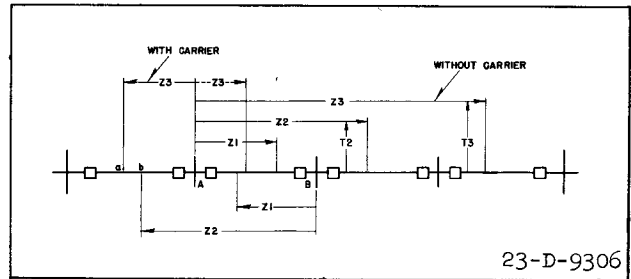 WITH CARRIER
WITHOUT CARRIER
Z3 Z3
Z3
Z2
Z1 T2 T3
a b A B
Z1
Z2
23-D-9306